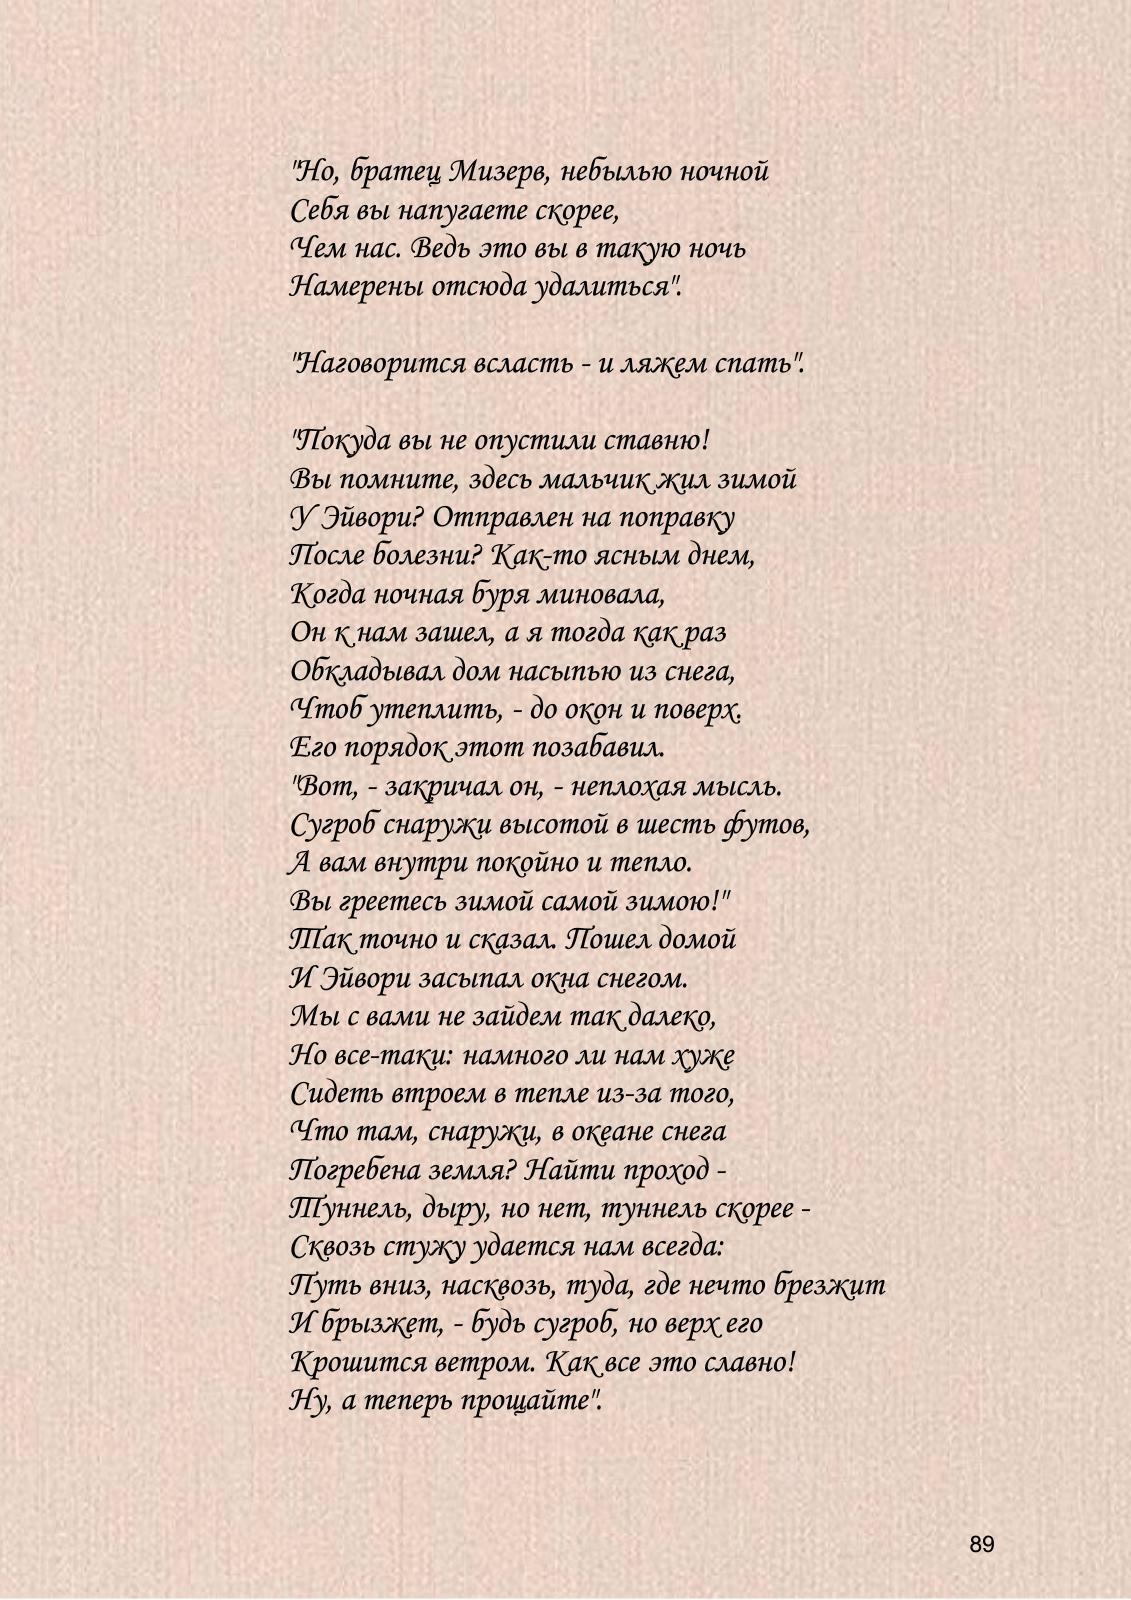 "Но, братец Мизерв, небылью ночной
Себя вы напугаете скорее,
Чем нас. Ведь это вы в такую ночь
Намерены отсюда удалиться".
"Наговорится всласть - и ляжем спать".
"Покуда вы не опустили ставню!
Вы помните, здесь мальчик жил зимой
У Эйвори? Отправлен на поправку
После болезни? Как-то ясным днем,
Когда ночная буря миновала,
Он к нам зашел, а я тогда как раз
Обкладывал дом насыпью из снега,
Чтоб утеплить, - до окон и поверх.
Его порядок этот позабавил.
"Вот, - закричал он, - неплохая мысль.
Сугроб снаружи высотой в шесть футов,
А вам внутри покойно и тепло.
Вы греетесь зимой самой зимою!"
Так точно и сказал. Пошел домой
И Эйвори засыпал окна снегом.
Мы с вами не зайдем так далеко,
Но все-таки: намного ли нам хуже
Сидеть втроем в тепле из-за того,
Что там, снаружи, в океане снега
Погребена земля? Найти проход -
Туннель, дыру, но нет, туннель скорее -
Сквозь стужу удается нам всегда:
Путь вниз, насквозь, туда, где нечто брезжит
И брызжет, - будь сугроб, но верх его
Крошится ветром. Как все это славно!
Ну, а теперь прощайте".
89